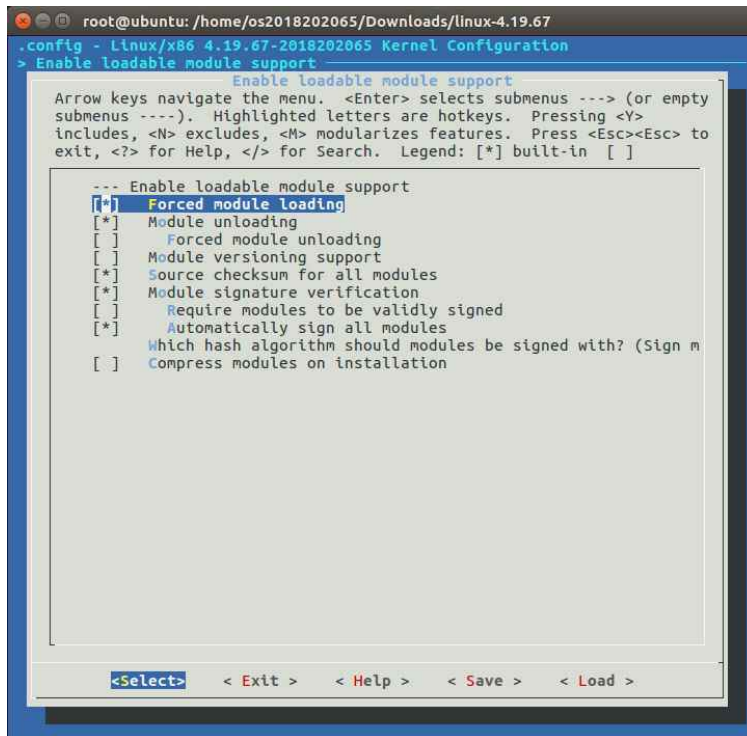 root@ubuntu: /home/os2018202065/Downloads/linux-4.19.67
.config - Linux/x86 4.19.67-2018202065 Kernel Configuration
> Enable loadable module support
Enable loadable module support
Arrow keys navigate the menu.  <Enter> selects submenus ---> (or empty
submenus ----).  Highlighted letters are hotkeys.  Pressing <Y>
includes, <N> excludes, <M> modularizes features.  Press <Esc><Esc> to
exit, <?> for Help, </> for Search.  Legend: [*] built-in  [ ]
--- Enable loadable module support
[*]   Forced module loading
[*]   Module unloading
[ ]     Forced module unloading
[ ]   Module versioning support
[*]   Source checksum for all modules
[*]   Module signature verification
[ ]     Require modules to be validly signed
[*]     Automatically sign all modules
Which hash algorithm should modules be signed with? (Sign m
[ ]   Compress modules on installation
<Select>    < Exit >    < Help >    < Save >    < Load >